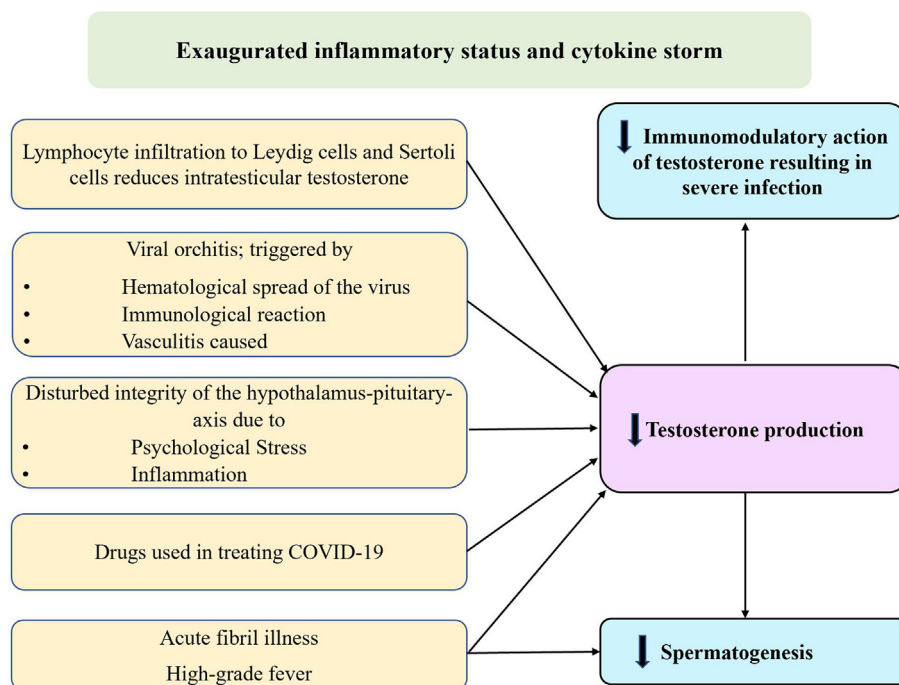 Exaugurated inflammatory status and cytokine storm
Lymphocyte infiltration to Leydig cells and Sertoli
cells reduces intratesticular testosterone
Viral orchitis; triggered by
• Hematological spread of the virus
• Immunological reaction
• Vasculitis caused
Disturbed integrity of the hypothalamus-pituitary-
axis due to
• Psychological Stress
• Inflammation
Drugs used in treating COVID-19
Acute fibril illness
High-grade fever
Immunomodulatory action
of testosterone resulting in
severe infection
Testosterone production
Spermatogenesis